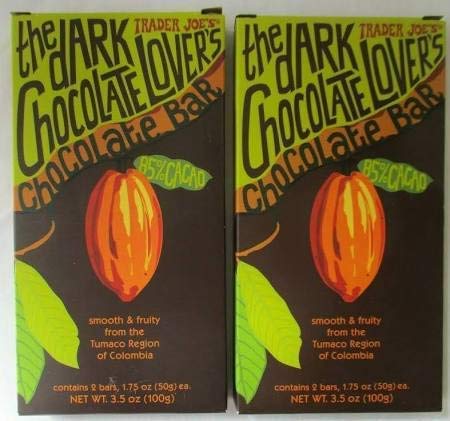 TRADER JOE'S
the DARK
CHOCOLATE LOVER'S
CHOCOLATE BAR
85% CACAO
smooth & fruity
from the
Tumaco Region
of Colombia
contains 2 bars, 1.75 oz (50g) ea.
NET WT. 3.5 oz (100g)
TRADER JOE'S
the DARK
CHOCOLATE LOVER'S
CHOCOLATE BAR
85% CACAO
smooth & fruity
from the
Tumaco Region
of Colombia
contains 2 bars, 1.75 oz (50g) ea.
NET WT. 3.5 oz (100g)